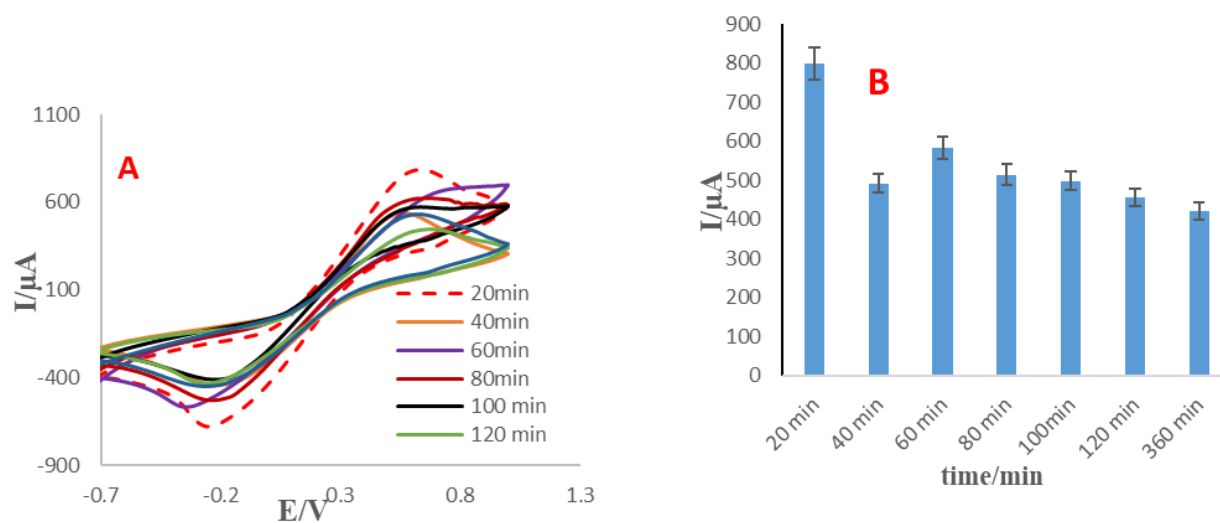 A
I/µA
1100
600
100
-400
-900
-0.7
-0.2
0.3
0.8
1.3
E/V
20min
40min
60min
80min
100 min
120 min
B
I/µA
900
800
700
600
500
400
300
200
100
0
20 min
40 min
60 min
80 min
100min
120 min
360 min
time/min